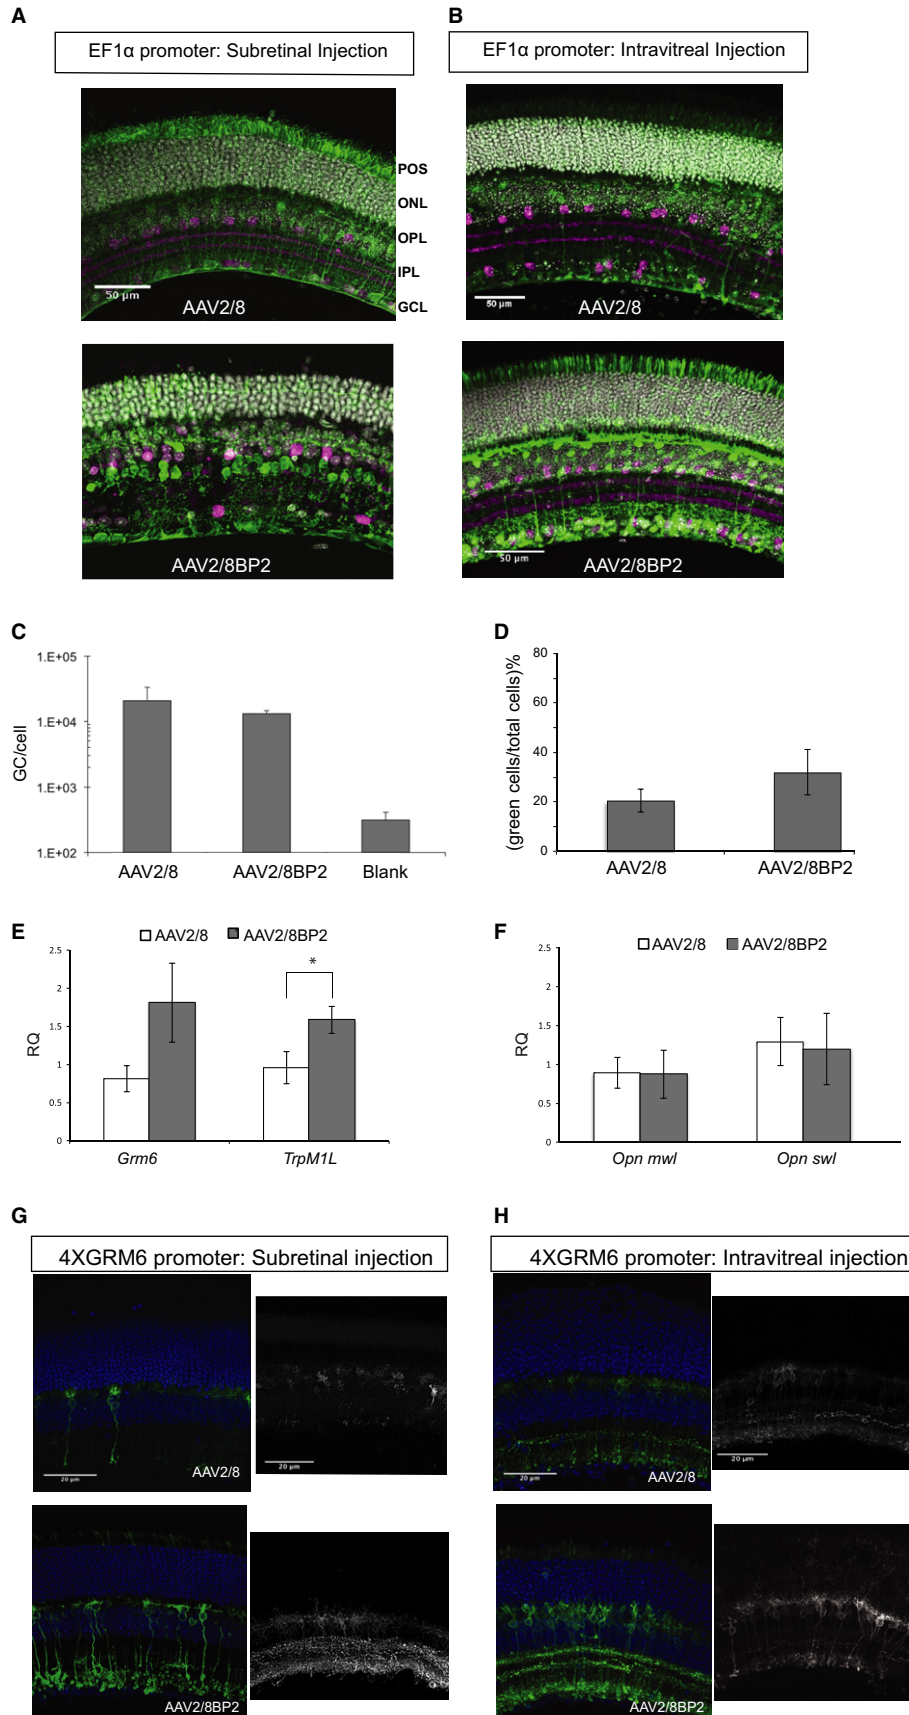 A
EF1α promoter: Subretinal Injection
POS
ONL
OPL
IPL
GCL
50 µm
AAV2/8
AAV2/8BP2
B
EF1α promoter: Intravitreal Injection
50 µm
AAV2/8
50 µm
AAV2/8BP2
C
GC/cell
1.E+05
1.E+04
1.E+03
1.E+02
AAV2/8
AAV2/8BP2
Blank
D
(green cells/total cells)%
80
60
40
20
0
AAV2/8
AAV2/8BP2
E
AAV2/8
AAV2/8BP2
RQ
2.5
2
1.5
1
0.5
0
*
Grm6
TrpM1L
F
AAV2/8
AAV2/8BP2
RQ
2.5
2
1.5
1
0.5
0
Opn mwl
Opn swl
G
4XGRM6 promoter: Subretinal injection
20 µm
AAV2/8
20 µm
AAV2/8BP2
H
4XGRM6 promoter: Intravitreal injection
20 µm
AAV2/8
20 µm
AAV2/8BP2